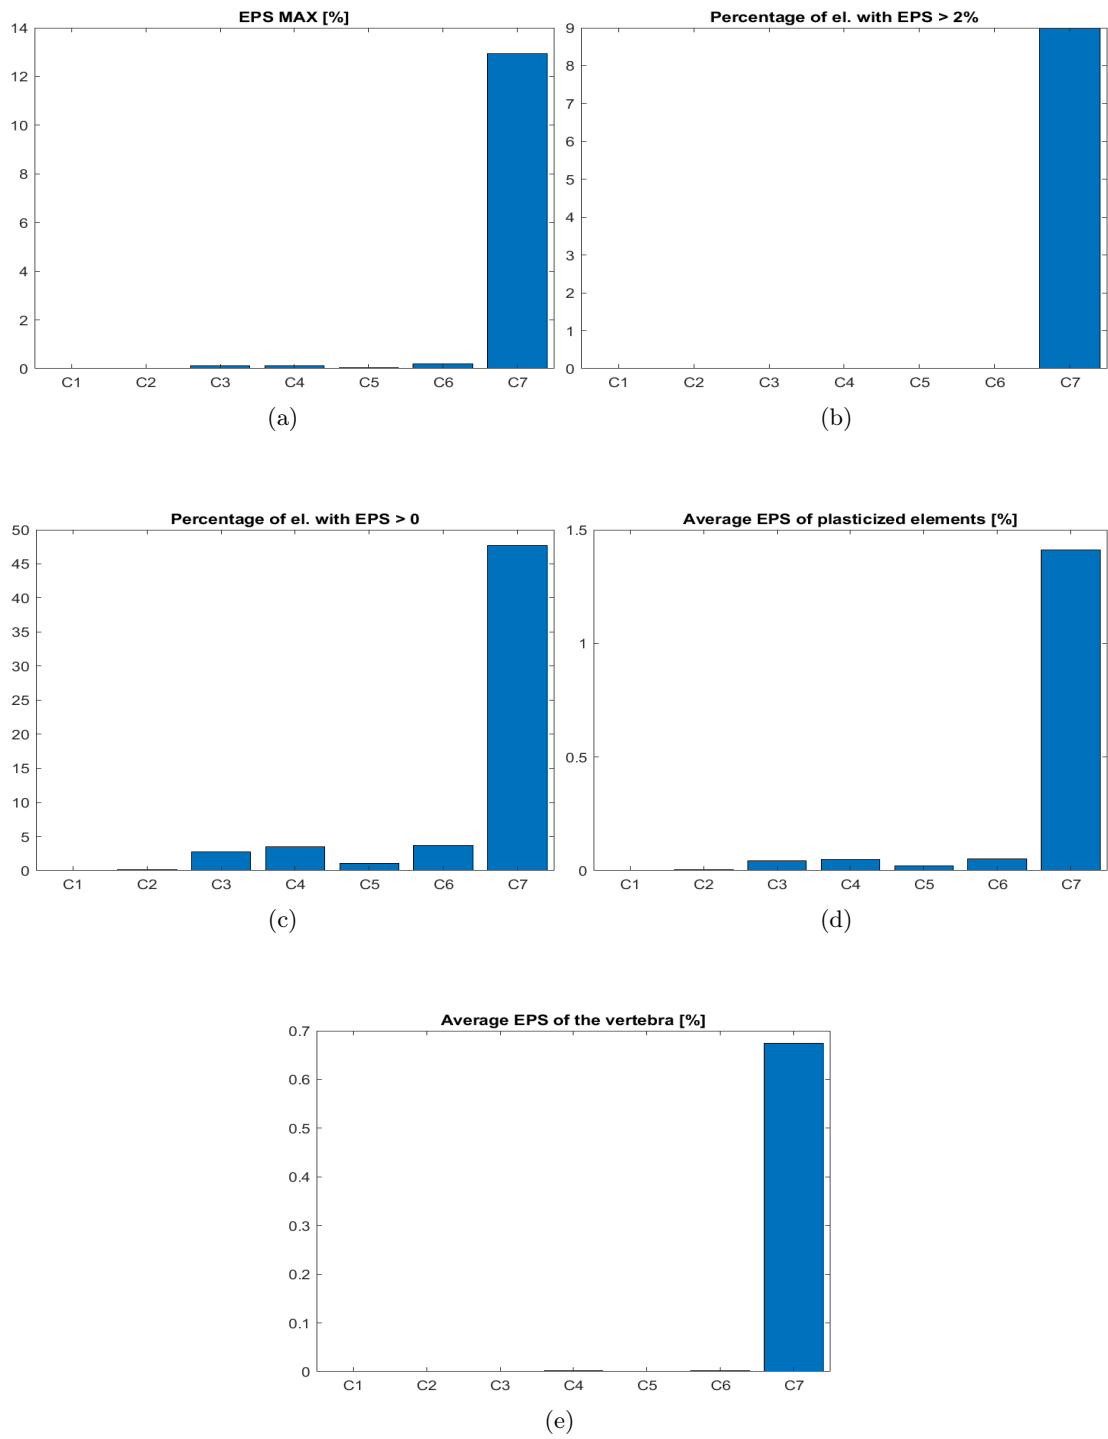 EPS MAX [%]
14
12
10
8
6
4
2
0
C1 C2 C3 C4 C5 C6 C7
(a)
Percentage of el. with EPS > 2%
9
8
7
6
5
4
3
2
1
0
C1 C2 C3 C4 C5 C6 C7
(b)
Percentage of el. with EPS > 0
50
45
40
35
30
25
20
15
10
5
0
C1 C2 C3 C4 C5 C6 C7
(c)
Average EPS of plasticized elements [%]
1.5
1
0.5
0
C1 C2 C3 C4 C5 C6 C7
(d)
Average EPS of the vertebra [%]
0.7
0.6
0.5
0.4
0.3
0.2
0.1
0
C1 C2 C3 C4 C5 C6 C7
(e)